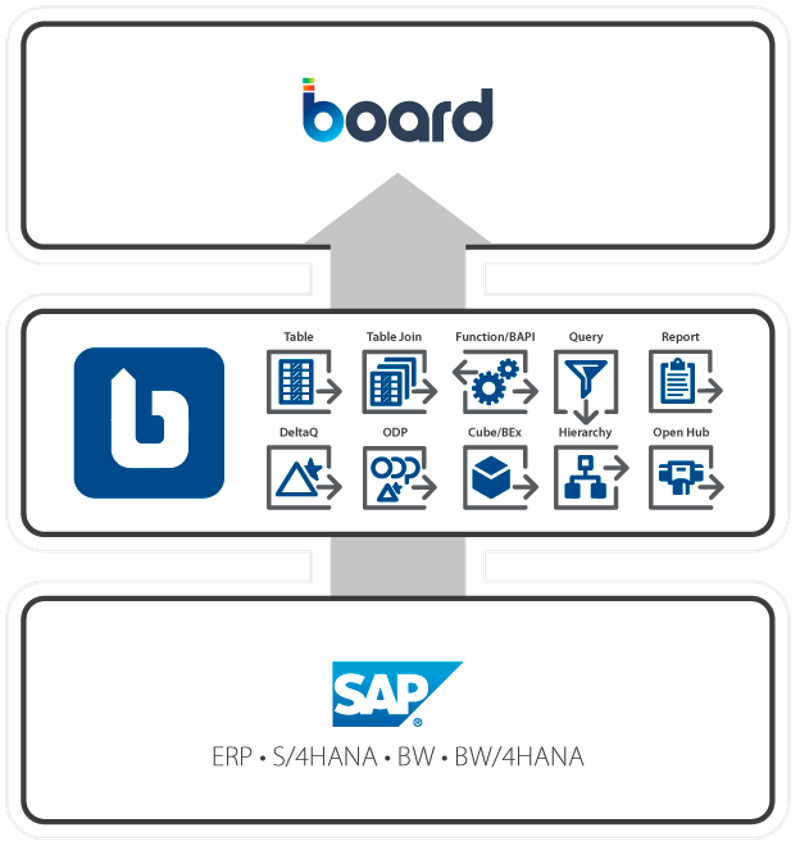 board
Table Table Join Function/BAPI Query Report
DeltaQ ODP Cube/BEx Hierarchy Open Hub
ODP
SAP®
ERP • S/4HANA • BW • BW/4HANA